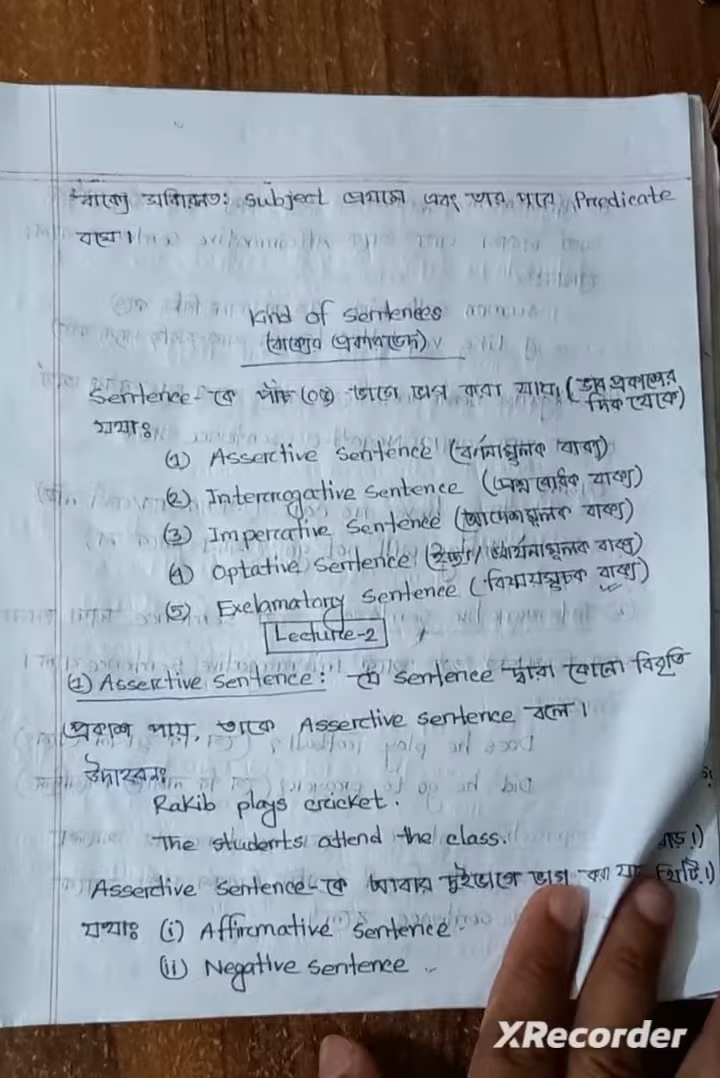 বাক্যে সাধারনত: Subject প্রথমে এবং তার পরে Predicate
বসে।
Kind of sentences
(বাক্যের প্রকারভেদ)
Sentence-কে পাঁচ (০৫) ভাগে ভাগ করা যায়। (ভাব প্রকাশের
দিক থেকে)
যথাঃ
(১) Assertive sentence (বর্ণনামূলক বাক্য)
(২) Interrogative sentence (প্রশ্ন বোধক বাক্য)
(৩) Imperative sentence (আদেশমূলক বাক্য)
(৪) Optative sentence (ইচ্ছা/প্রার্থনামূলক বাক্য)
(৫) Exclamatory sentence (বিষ্ময়সূচক বাক্য)
Lecture-2
(১) Assertive sentence: যে sentence দ্বারা কোনো বিবৃতি
প্রকাশ পায়, তাকে Assertive sentence বলে।
উদাহরনঃ
Rakib plays cricket.
The students attend the class.
Assertive sentence-কে আবার দুইভাগে ভাগ করা
যথাঃ (i) Affirmative sentence.
(ii) Negative sentence
XRecorder